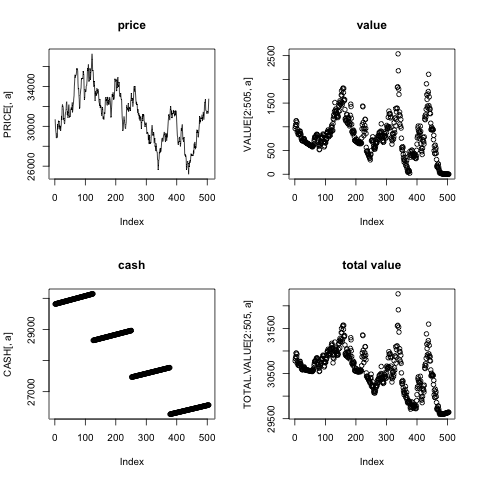 price
PRICE[, a]
26000 30000 34000
0 100 200 300 400 500
Index
value
VALUE[2:505, a]
0 500 1500 2500
0 100 200 300 400 500
Index
cash
CASH[, a]
27000 29000
0 100 200 300 400 500
Index
total value
TOTAL.VALUE[2:505, a]
29500 30500 31500
0 100 200 300 400 500
Index